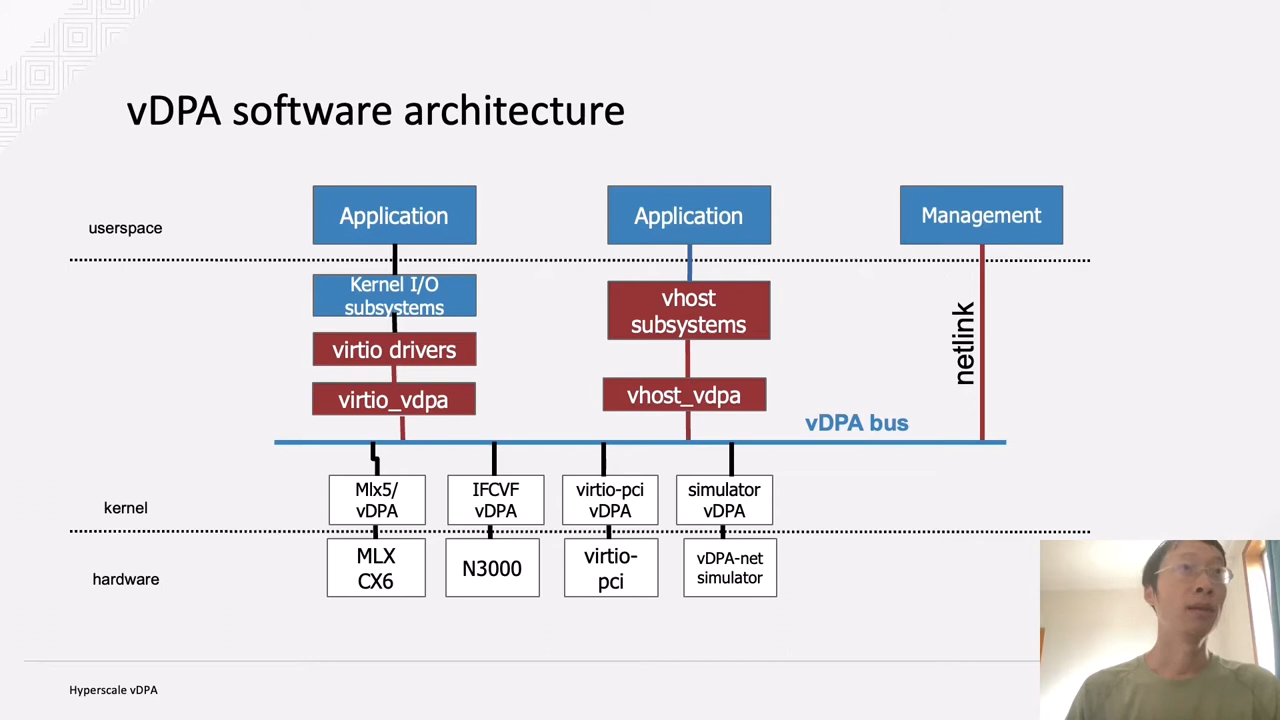 vDPA software architecture
userspace
Application
Application
Management
Kernel I/O
subsystems
virtio drivers
virtio_vdpa
vhost
subsystems
vhost_vdpa
netlink
vDPA bus
kernel
Mlx5/
vDPA
IFCVF
vDPA
virtio-pci
vDPA
simulator
vDPA
hardware
MLX
CX6
N3000
virtio-
pci
vDPA-net
simulator
Hyperscale vDPA